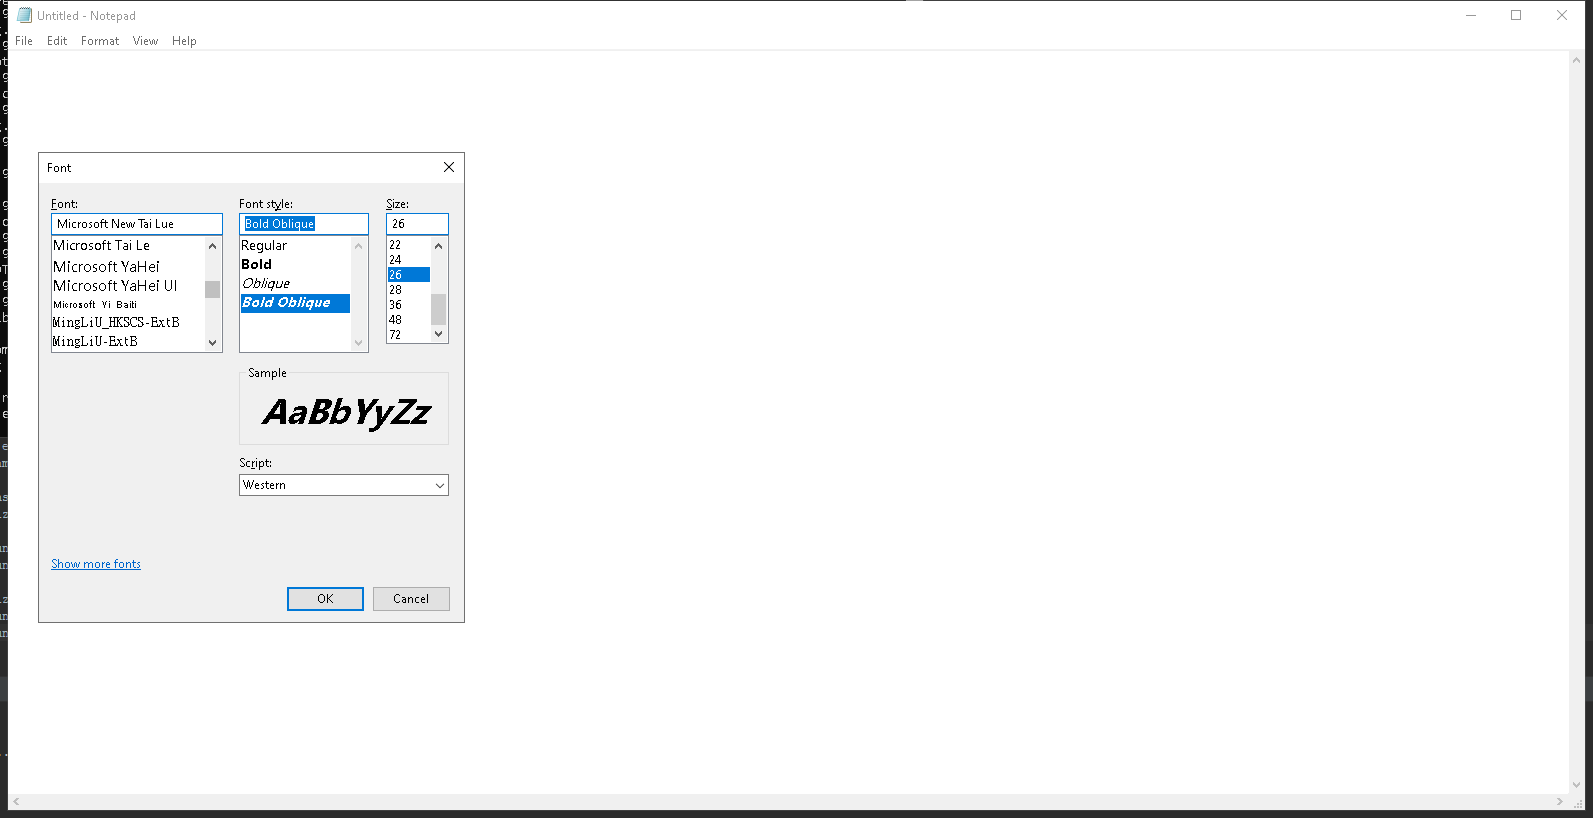 Untitled - Notepad
File Edit Format View Help
Font
Font: Font style: Size:
Microsoft New Tai Lue Bold Oblique 26
Microsoft Tai Le
Microsoft YaHei
Microsoft YaHei UI
Microsoft Yi Baiti
MingLiU_HKSCS-ExtB
MingLiU-ExtB
Regular
Bold
Oblique
Bold Oblique
22
24
26
28
36
48
72
Sample
AaBbYyZz
Script:
Western
Show more fonts
OK Cancel